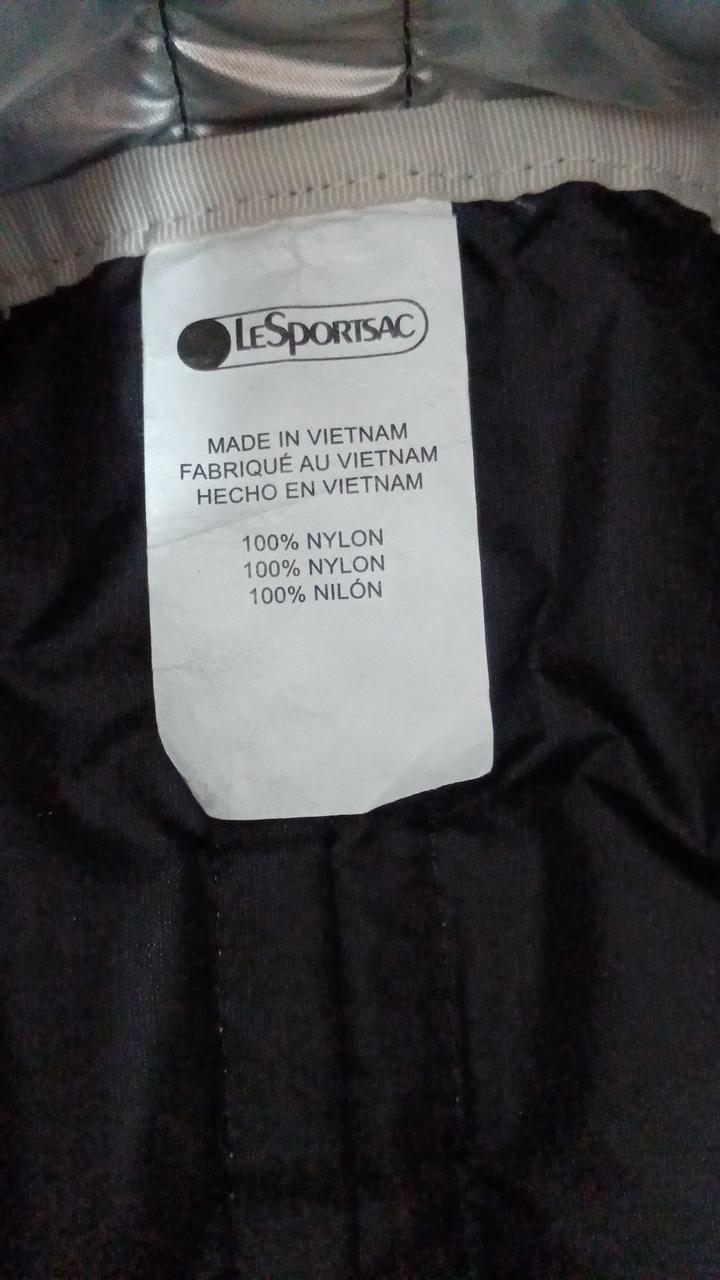 LESPORTSAC
MADE IN VIETNAM
FABRIQUÉ AU VIETNAM
HECHO EN VIETNAM
100% NYLON
100% NYLON
100% NILÓN